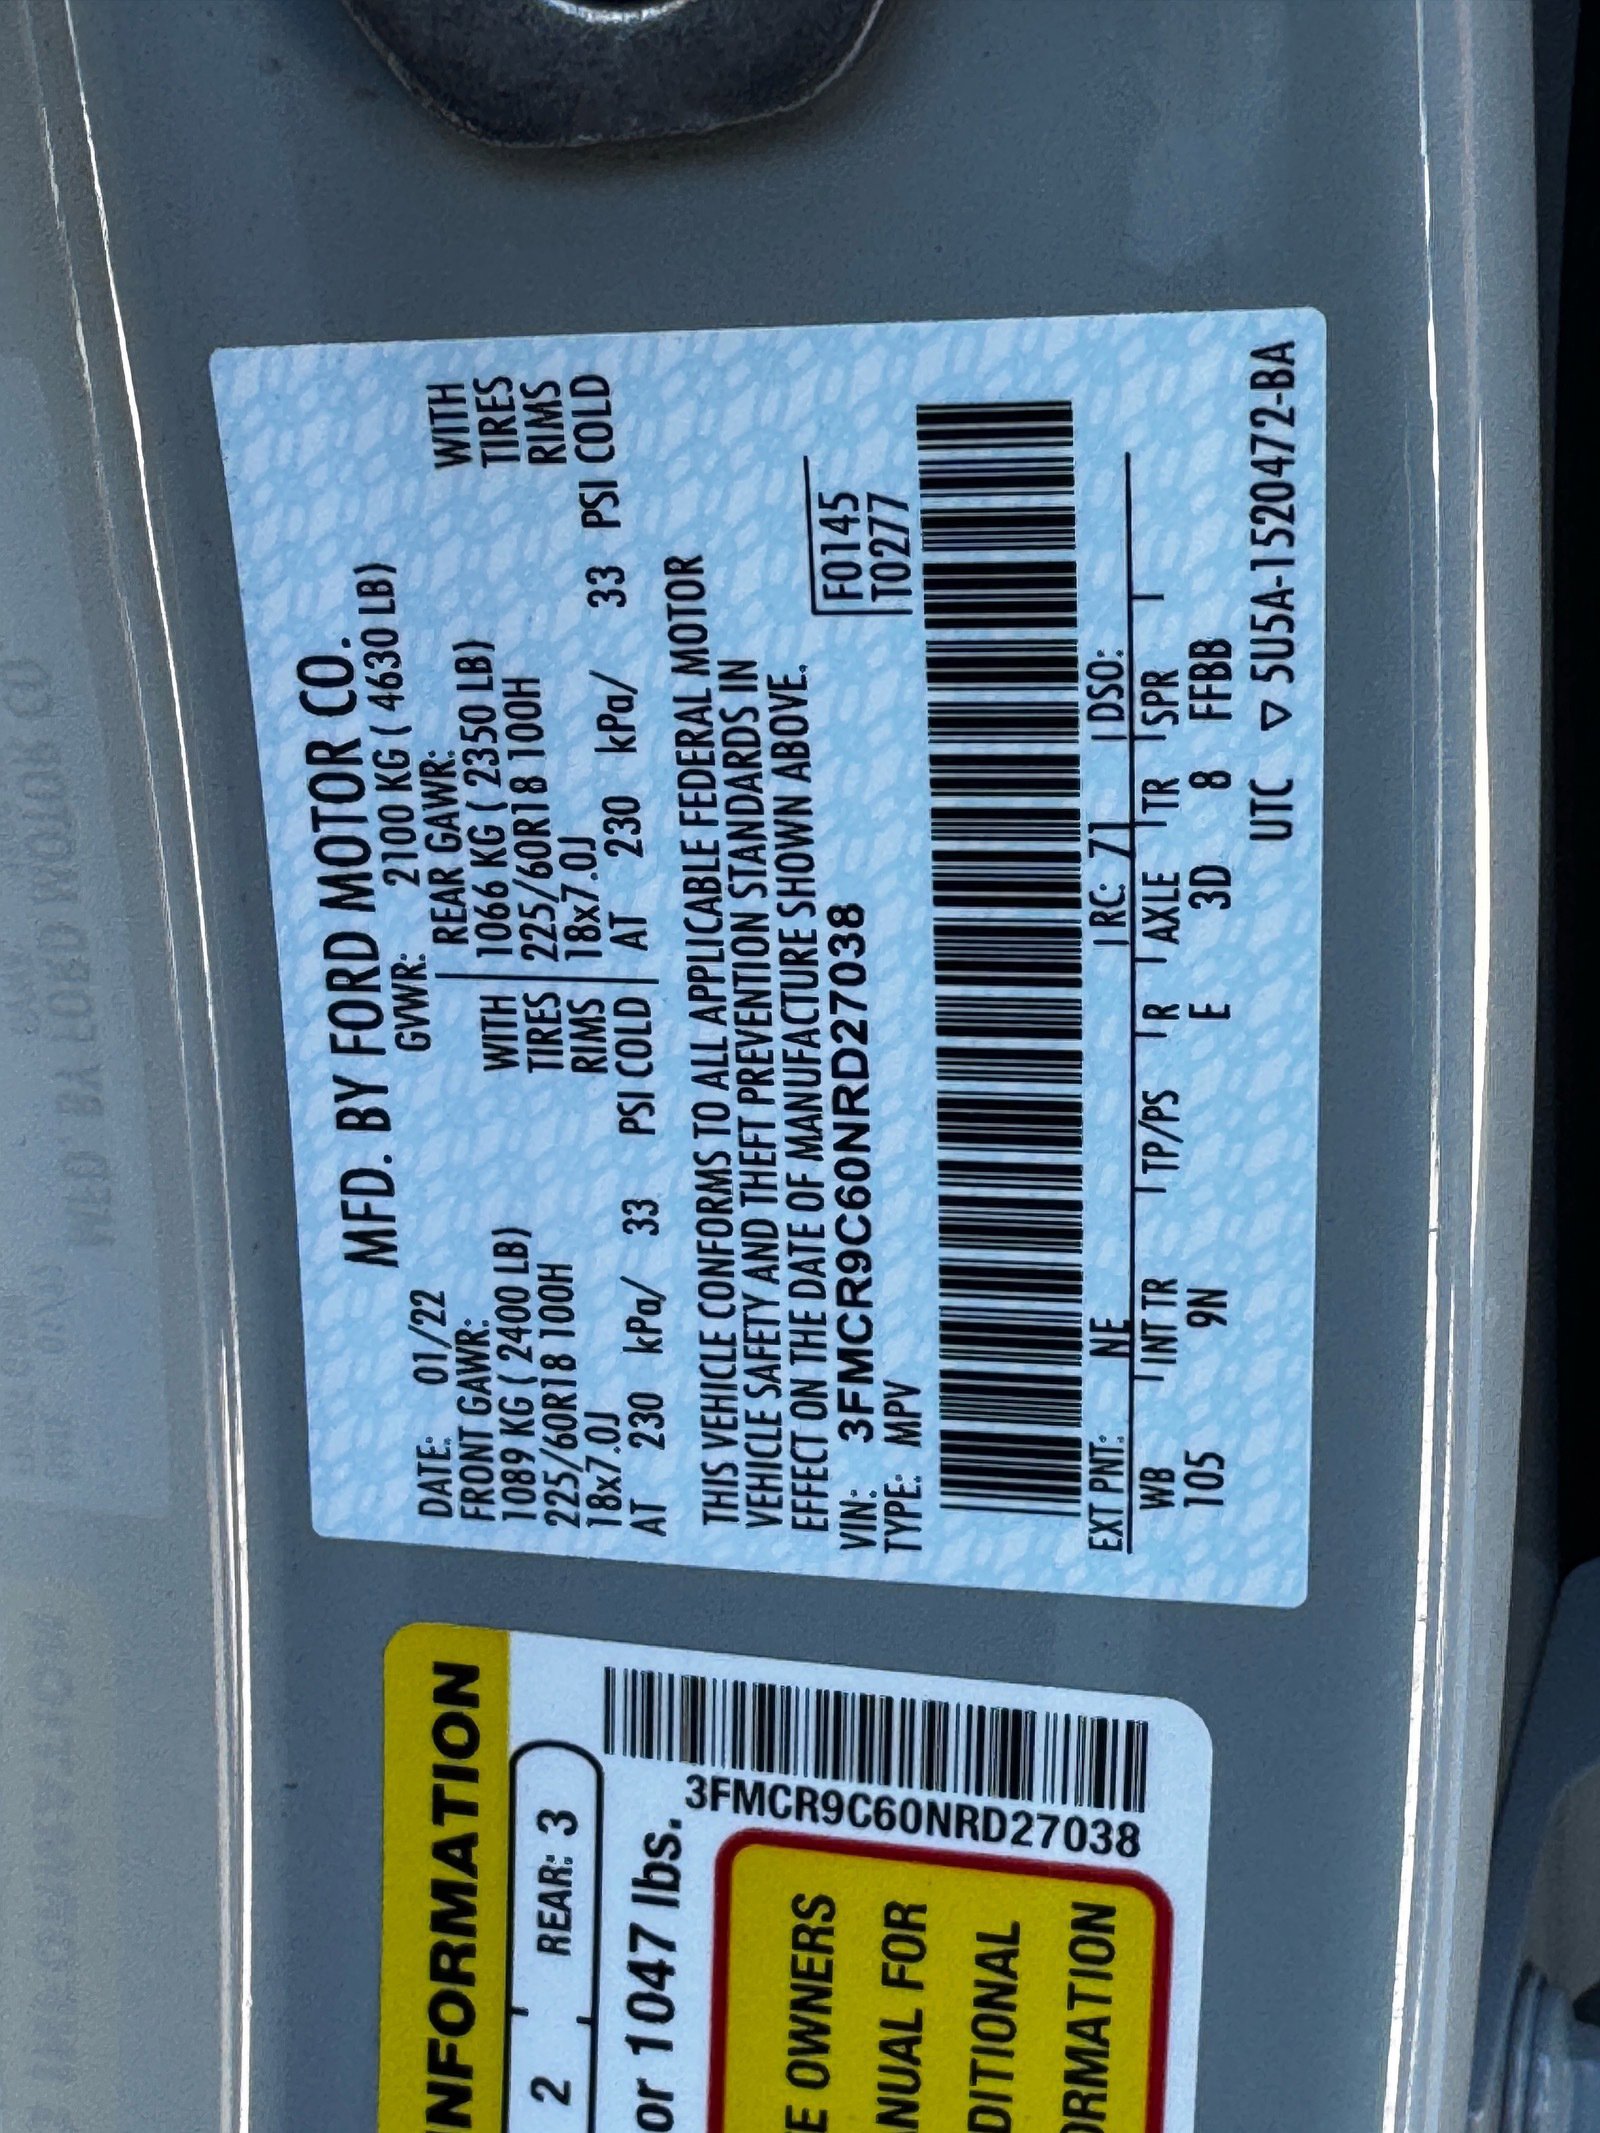 MFD. BY FORD MOTOR CO.
DATE: 01/22 GVWR: 2100 KG ( 4630 LB)
FRONT GAWR: REAR GAWR:
1089 KG ( 2400 LB) WITH 1066 KG ( 2350 LB) WITH
225/60R18 100H TIRES 225/60R18 100H TIRES
18x7.0J RIMS 18x7.0J RIMS
AT 230 kPa/ 33 PSI COLD AT 230 kPa/ 33 PSI COLD
THIS VEHICLE CONFORMS TO ALL APPLICABLE FEDERAL MOTOR
VEHICLE SAFETY AND THEFT PREVENTION STANDARDS IN
EFFECT ON THE DATE OF MANUFACTURE SHOWN ABOVE.
VIN: 3FMCR9C60NRD27038 F0145
TYPE: MPV T0277
EXT PNT: NE RC: 71 DSO:
WB INT TR TP/PS R AXLE TR SPR
105 9N E 3D 8 FFBB
UTC ▽ 5U5A-1520472-BA
INFORMATION
2 REAR: 3
or 1047 lbs.
3FMCR9C60NRD27038
OWNERS
ANUAL FOR
DITIONAL
ORMATION